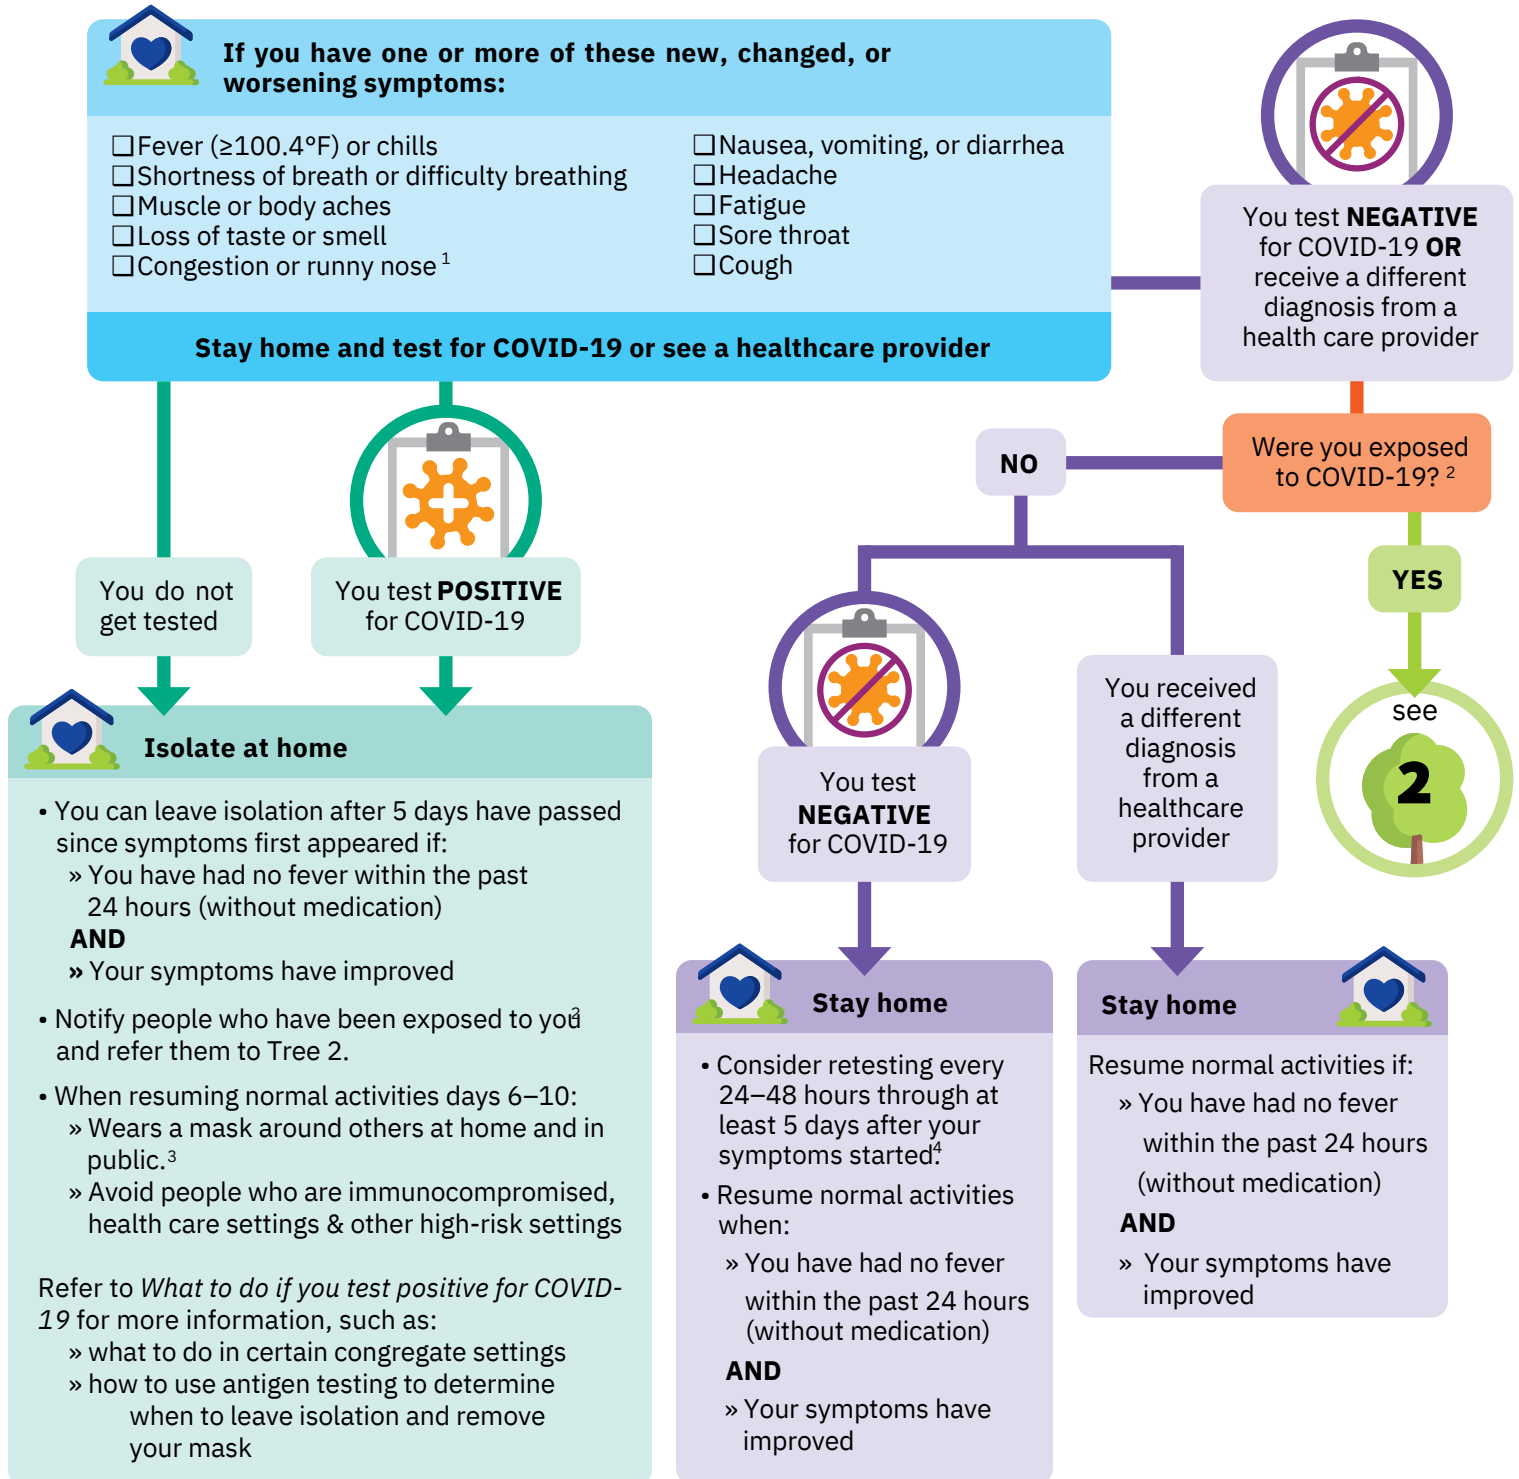 If you have one or more of these new, changed, or
worsening symptoms:
❑Fever (≥100.4°F) or chills
❑Shortness of breath or difficulty breathing
❑Muscle or body aches
❑Loss of taste or smell
❑Congestion or runny nose 1
❑Nausea, vomiting, or diarrhea
❑Headache
❑Fatigue
❑Sore throat
❑Cough
Stay home and test for COVID-19 or see a healthcare provider
You test NEGATIVE
for COVID-19 OR
receive a different
diagnosis from a
health care provider
Were you exposed
to COVID-19? 2
NO
YES
see
2
You do not
get tested
You test POSITIVE
for COVID-19
You test
NEGATIVE
for COVID-19
You received
a different
diagnosis
from a
healthcare
provider
Isolate at home
• You can leave isolation after 5 days have passed
since symptoms first appeared if:
» You have had no fever within the past
24 hours (without medication)
AND
» Your symptoms have improved
• Notify people who have been exposed to you2
and refer them to Tree 2.
• When resuming normal activities days 6–10:
» Wears a mask around others at home and in
public.3
» Avoid people who are immunocompromised,
health care settings & other high-risk settings
Refer to What to do if you test positive for COVID-
19 for more information, such as:
» what to do in certain congregate settings
» how to use antigen testing to determine
when to leave isolation and remove
your mask
Stay home
• Consider retesting every
24–48 hours through at
least 5 days after your
symptoms started.4
• Resume normal activities
when:
» You have had no fever
within the past 24 hours
(without medication)
AND
» Your symptoms have
improved
Stay home
Resume normal activities if:
» You have had no fever
within the past 24 hours
(without medication)
AND
» Your symptoms have
improved